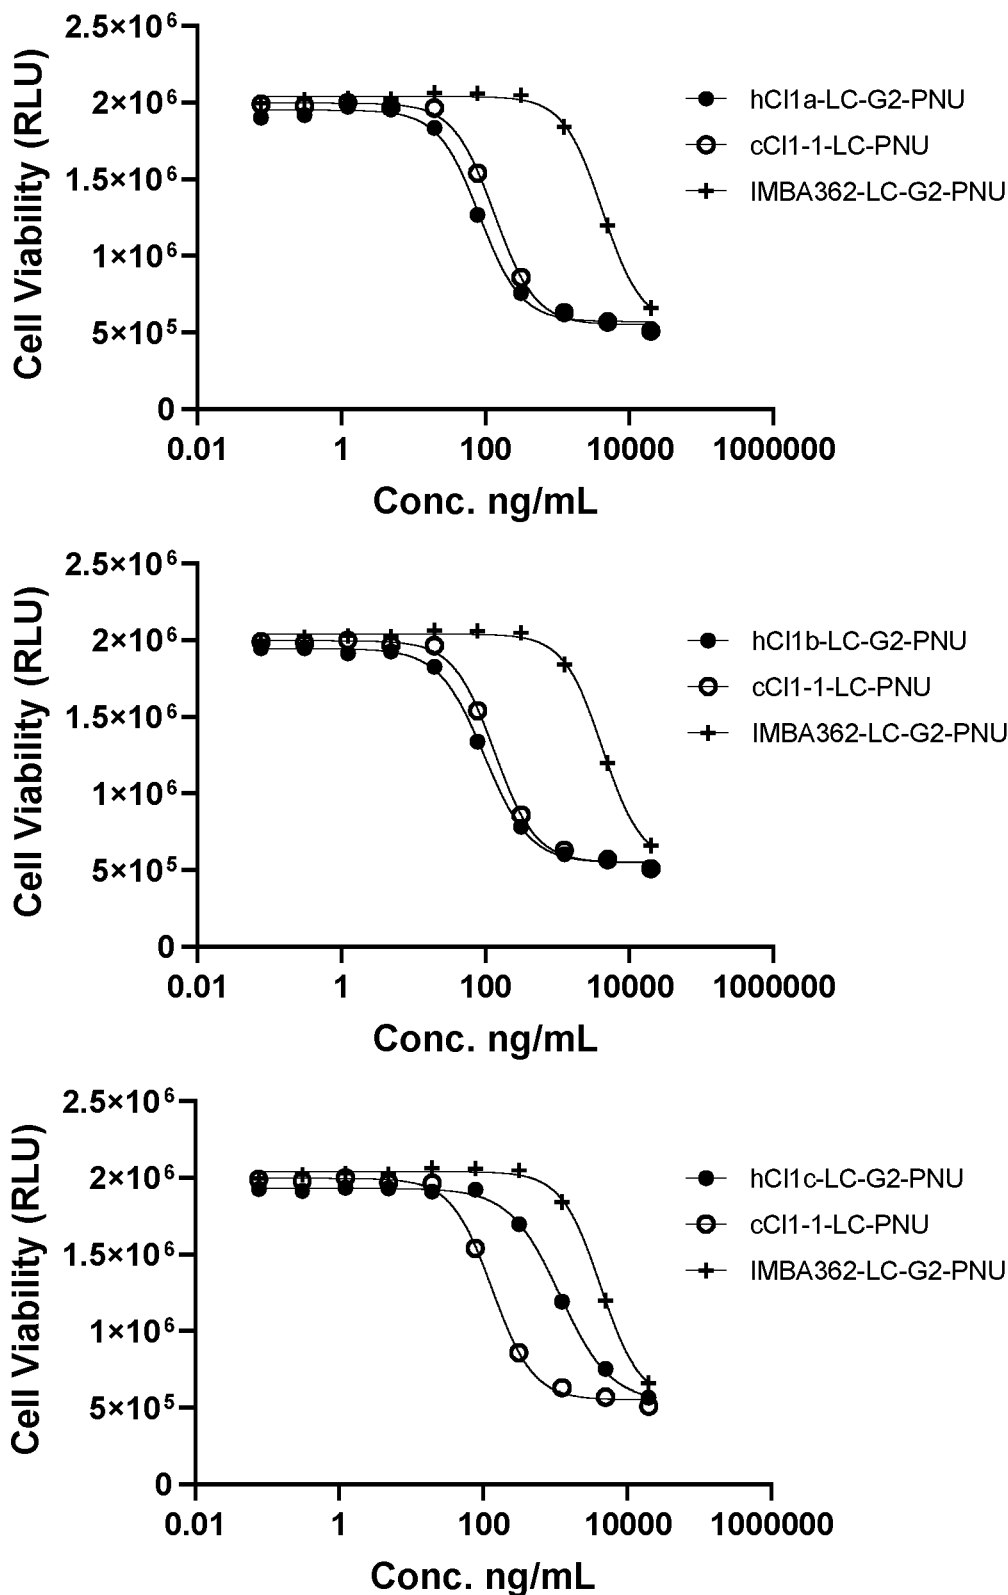 2.5×10⁶
2×10⁶
1.5×10⁶
1×10⁶
5×10⁵
0
Cell Viability (RLU)
0.01 1 100 10000 1000000
Conc. ng/mL
hCl1a-LC-G2-PNU
cCl1-1-LC-PNU
IMBA362-LC-G2-PNU
2.5×10⁶
2×10⁶
1.5×10⁶
1×10⁶
5×10⁵
0
Cell Viability (RLU)
0.01 1 100 10000 1000000
Conc. ng/mL
hCl1b-LC-G2-PNU
cCl1-1-LC-PNU
IMBA362-LC-G2-PNU
2.5×10⁶
2×10⁶
1.5×10⁶
1×10⁶
5×10⁵
0
Cell Viability (RLU)
0.01 1 100 10000 1000000
Conc. ng/mL
hCl1c-LC-G2-PNU
cCl1-1-LC-PNU
IMBA362-LC-G2-PNU